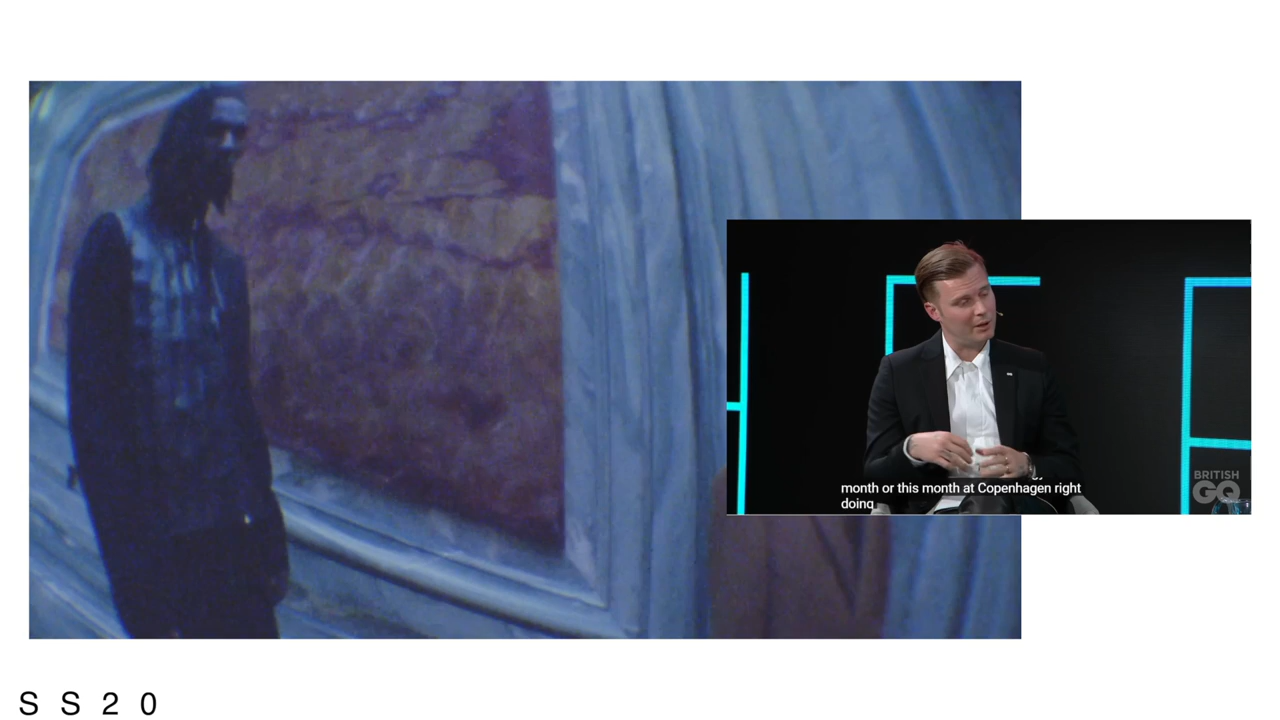 month or this month at Copenhagen right
doing
BRITISH
GQ
S S 2 0